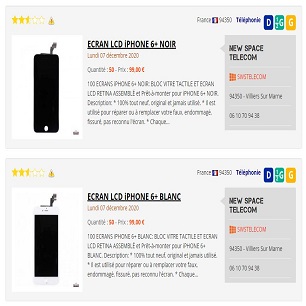 France 94350 Téléphonie D G
ECRAN LCD iPHONE 6+ NOIR
Lundi 07 décembre 2020
Quantité : 50 - Prix : 99,00 €
100 ECRANS iPHONE 6+ NOIR: BLOC VITRE TACTILE ET ECRAN
LCD RETINA ASSEMBLÉ et Prêt-à-monter pour iPHONE 6+ NOIR.
Description: * 100% tout neuf, original et jamais utilisé. * Il est
utilisé pour réparer ou à remplacer votre faux, endommagé,
fissuré, pas reconnu l'écran. * Chaque...
NEW SPACE
TELECOM
SWSTELECOM
94350 - Villiers Sur Marne
06 10 70 94 38
France 94350 Téléphonie D G
ECRAN LCD iPHONE 6+ BLANC
Lundi 07 décembre 2020
Quantité : 50 - Prix : 99,00 €
100 ECRANS iPHONE 6+ BLANC: BLOC VITRE TACTILE ET ECRAN
LCD RETINA ASSEMBLÉ et Prêt-à-monter pour iPHONE 6+
BLANC. Description: * 100% tout neuf, original et jamais utilisé.
* Il est utilisé pour réparer ou à remplacer votre faux,
endommagé, fissuré, pas reconnu l'écran. * Chaque...
NEW SPACE
TELECOM
SWSTELECOM
94350 - Villiers Sur Marne
06 10 70 94 38